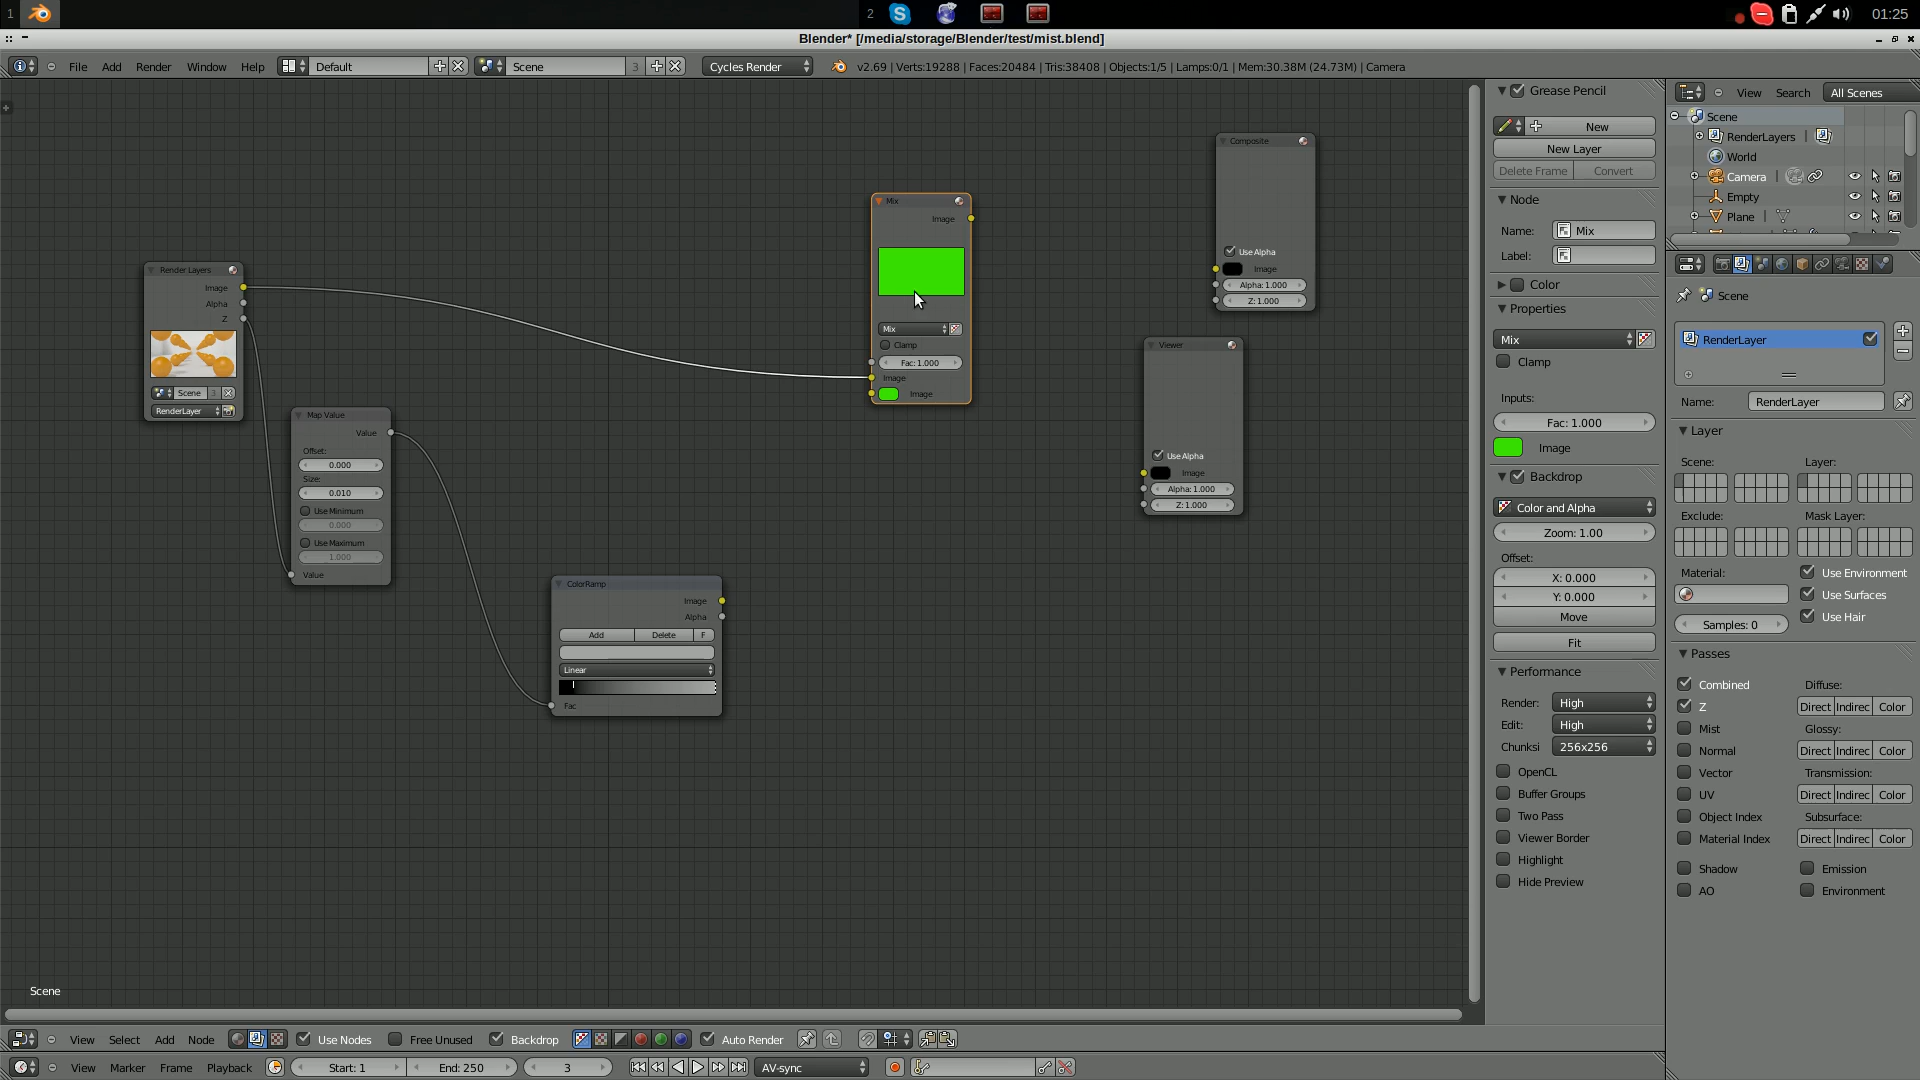 1
2
01:25
Blender* [/media/storage/Blender/test/mist.blend]
File Add Render Window Help Default Scene 3 Cycles Render v2.69 | Verts:19288 | Faces:20484 | Tris:38408 | Objects:1/5 | Lamps:0/1 | Mem:30.38M (24.73M) | Camera
Render Layers
Image
Alpha
Z
Scene 3
RenderLayer
Map Value
Value
Offset:
0.000
Size:
0.010
Use Minimum
0.000
Use Maximum
1.000
Value
ColorRamp
Image
Alpha
Add Delete F
Linear
Fac
Mix
Image
Mix
Clamp
Fac: 1.000
Image
Image
Composite
Use Alpha
Image
Alpha: 1.000
Z: 1.000
Viewer
Use Alpha
Image
Alpha: 1.000
Z: 1.000
Scene
Grease Pencil
New
New Layer
Delete Frame Convert
Node
Name: Mix
Label:
Color
Properties
Mix
Clamp
Inputs:
Fac: 1.000
Image
Backdrop
Color and Alpha
Zoom: 1.00
Offset:
X: 0.000
Y: 0.000
Move
Fit
Performance
Render: High
Edit: High
Chunksi 256x256
OpenCL
Buffer Groups
Two Pass
Viewer Border
Highlight
Hide Preview
View Search All Scenes
Scene
RenderLayers |
World
Camera |
Empty
Plane |
Scene
RenderLayer
Name: RenderLayer
Layer
Scene: Layer:
Exclude: Mask Layer:
Material: Use Environment
Use Surfaces
Samples: 0 Use Hair
Passes
Combined Diffuse:
Z Direct Indirec Color
Mist Glossy:
Normal Direct Indirec Color
Vector Transmission:
UV Direct Indirec Color
Object Index Subsurface:
Material Index Direct Indirec Color
Shadow Emission
AO Environment
View Select Add Node Use Nodes Free Unused Backdrop Auto Render
View Marker Frame Playback Start: 1 End: 250 3 AV-sync